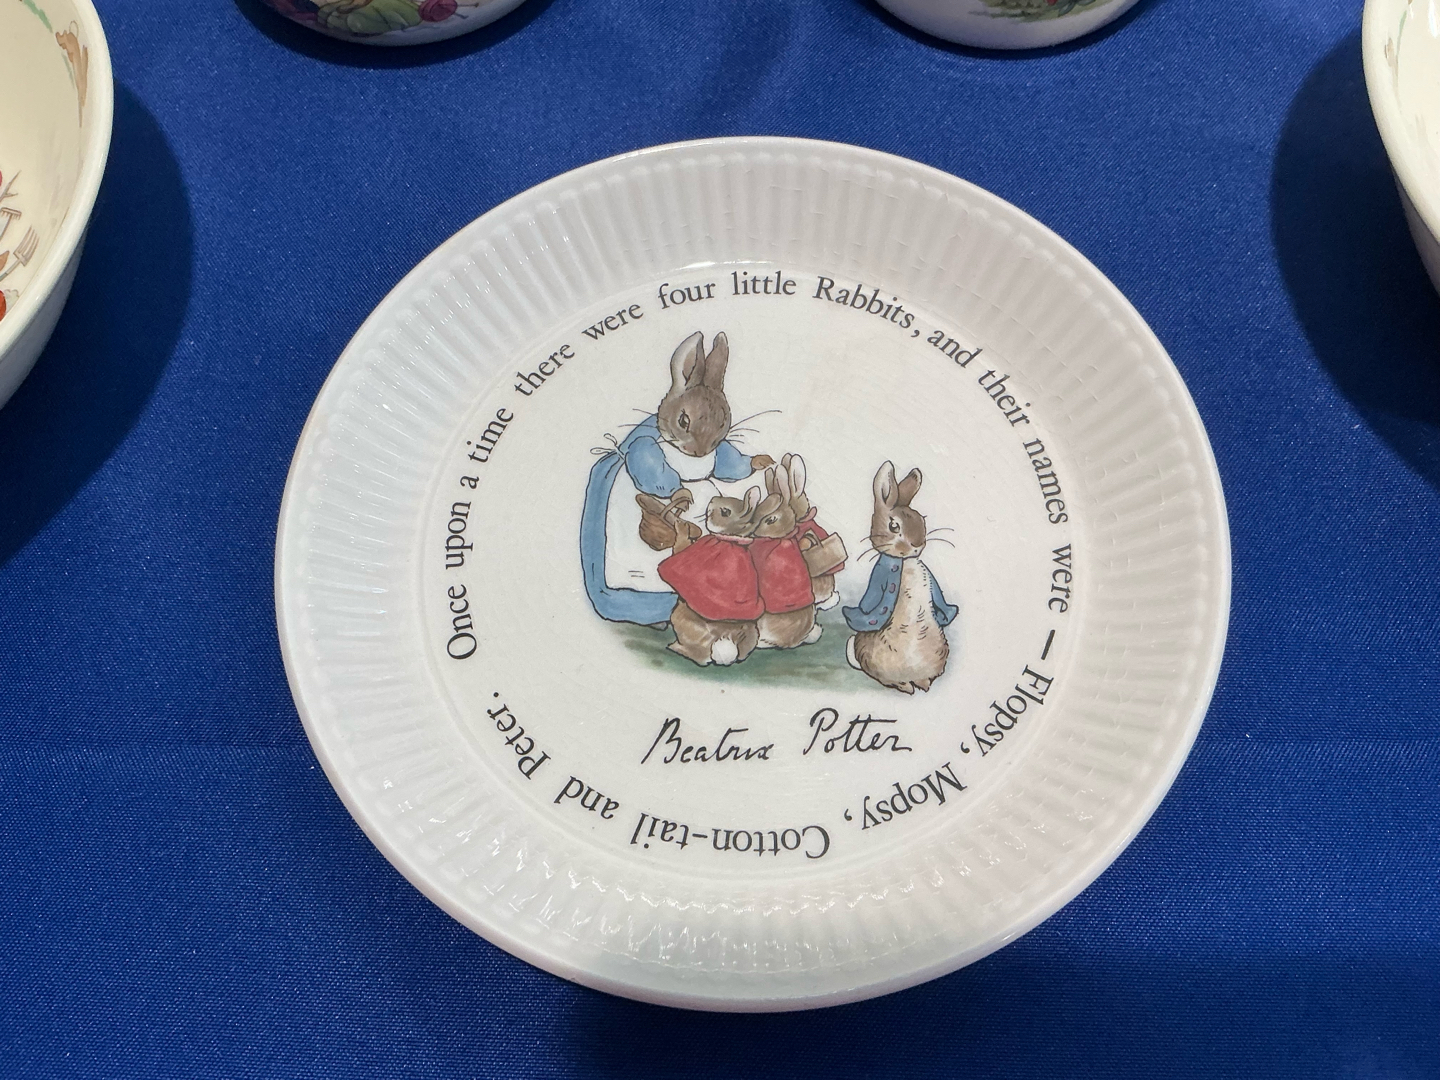 Once upon a time there were four little Rabbits, and their names were — Flopsy, Mopsy, Cotton-tail and Peter.
Beatrix Potter